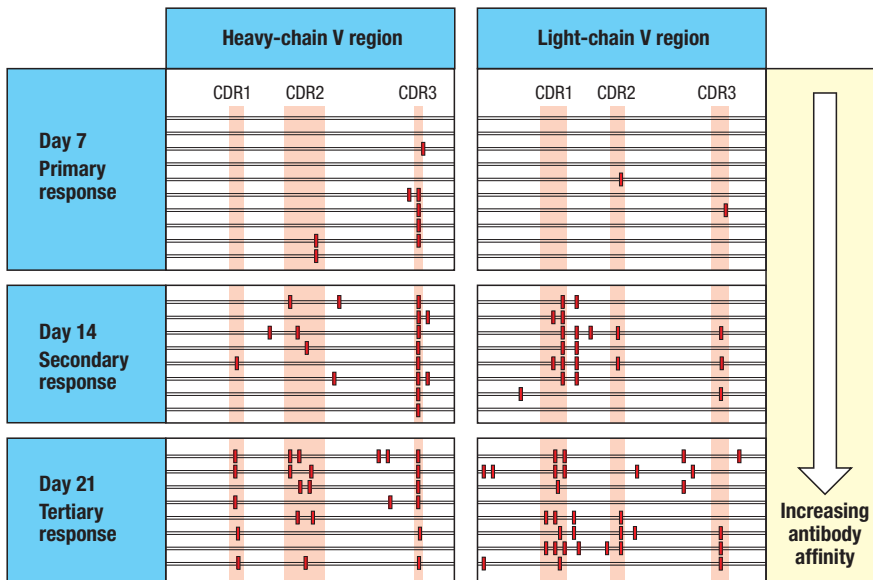 Heavy-chain V region
Light-chain V region
CDR1
CDR2
CDR3
CDR1
CDR2
CDR3
Day 7
Primary
response
Day 14
Secondary
response
Day 21
Tertiary
response
Increasing
antibody
affinity